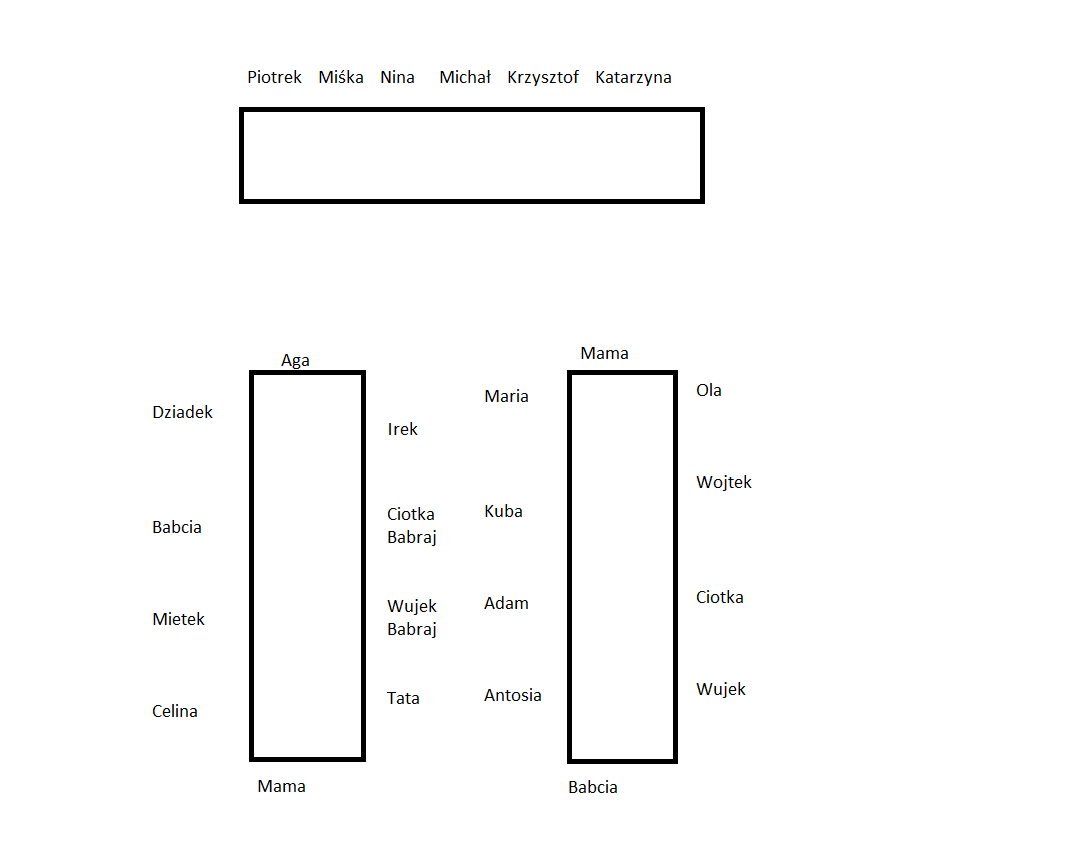 Piotrek Miśka Nina Michał Krzysztof Katarzyna
Aga
Dziadek
Irek
Babcia
Ciotka
Babraj
Mietek
Wujek
Babraj
Celina
Tata
Mama
Mama
Maria
Ola
Wojtek
Kuba
Adam
Ciotka
Antosia
Wujek
Babcia